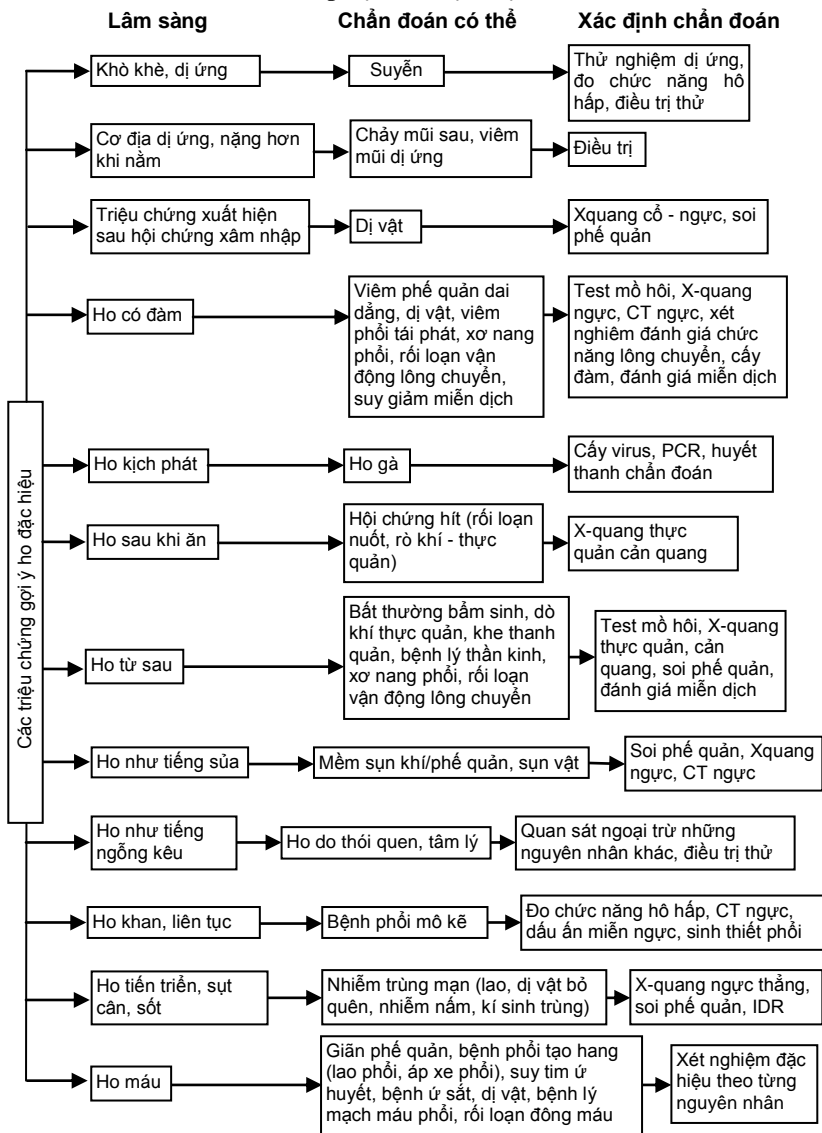 Lâm sàng
Chẩn đoán có thể
Xác định chẩn đoán
Các triệu chứng gợi ý ho đặc hiệu
Khò khè, dị ứng
Suyễn
Thử nghiệm dị ứng,
đo chức năng hô
hấp, điều trị thử
Cơ địa dị ứng, nặng hơn
khi nằm
Chảy mũi sau, viêm
mũi dị ứng
Điều trị
Triệu chứng xuất hiện
sau hội chứng xâm nhập
Dị vật
Xquang cổ - ngực, soi
phế quản
Ho có đàm
Viêm phế quản dai
dẳng, dị vật, viêm
phổi tái phát, xơ nang
phổi, rối loạn vận
động lông chuyển,
suy giảm miễn dịch
Test mồ hôi, X-quang
ngực, CT ngực, xét
nghiêm đánh giá chức
năng lông chuyển, cấy
đàm, đánh giá miễn dịch
Ho kịch phát
Ho gà
Cấy virus, PCR, huyết
thanh chẩn đoán
Ho sau khi ăn
Hội chứng hít (rối loạn
nuốt, rò khí - thực
quản)
X-quang thực
quản cản quang
Ho từ sau
Bất thường bẩm sinh, dò
khí thực quản, khe thanh
quản, bệnh lý thần kinh,
xơ nang phổi, rối loạn
vận động lông chuyển
Test mồ hôi, X-quang
thực quản, cản
quang, soi phế quản,
đánh giá miễn dịch
Ho như tiếng sủa
Mềm sụn khí/phế quản, sụn vật
Soi phế quản, Xquang
ngực, CT ngực
Ho như tiếng
ngỗng kêu
Ho do thói quen, tâm lý
Quan sát ngoại trừ những
nguyên nhân khác, điều trị thử
Ho khan, liên tục
Bệnh phổi mô kẽ
Đo chức năng hô hấp, CT ngực,
dấu ấn miễn ngực, sinh thiết phổi
Ho tiến triển, sụt
cân, sốt
Nhiễm trùng mạn (lao, dị vật bỏ
quên, nhiễm nấm, kí sinh trùng)
X-quang ngực thẳng,
soi phế quản, IDR
Ho máu
Giãn phế quản, bệnh phổi tạo hang
(lao phổi, áp xe phổi), suy tim ứ
huyết, bệnh ứ sắt, dị vật, bệnh lý
mạch máu phổi, rối loạn đông máu
Xét nghiệm đặc
hiệu theo từng
nguyên nhân